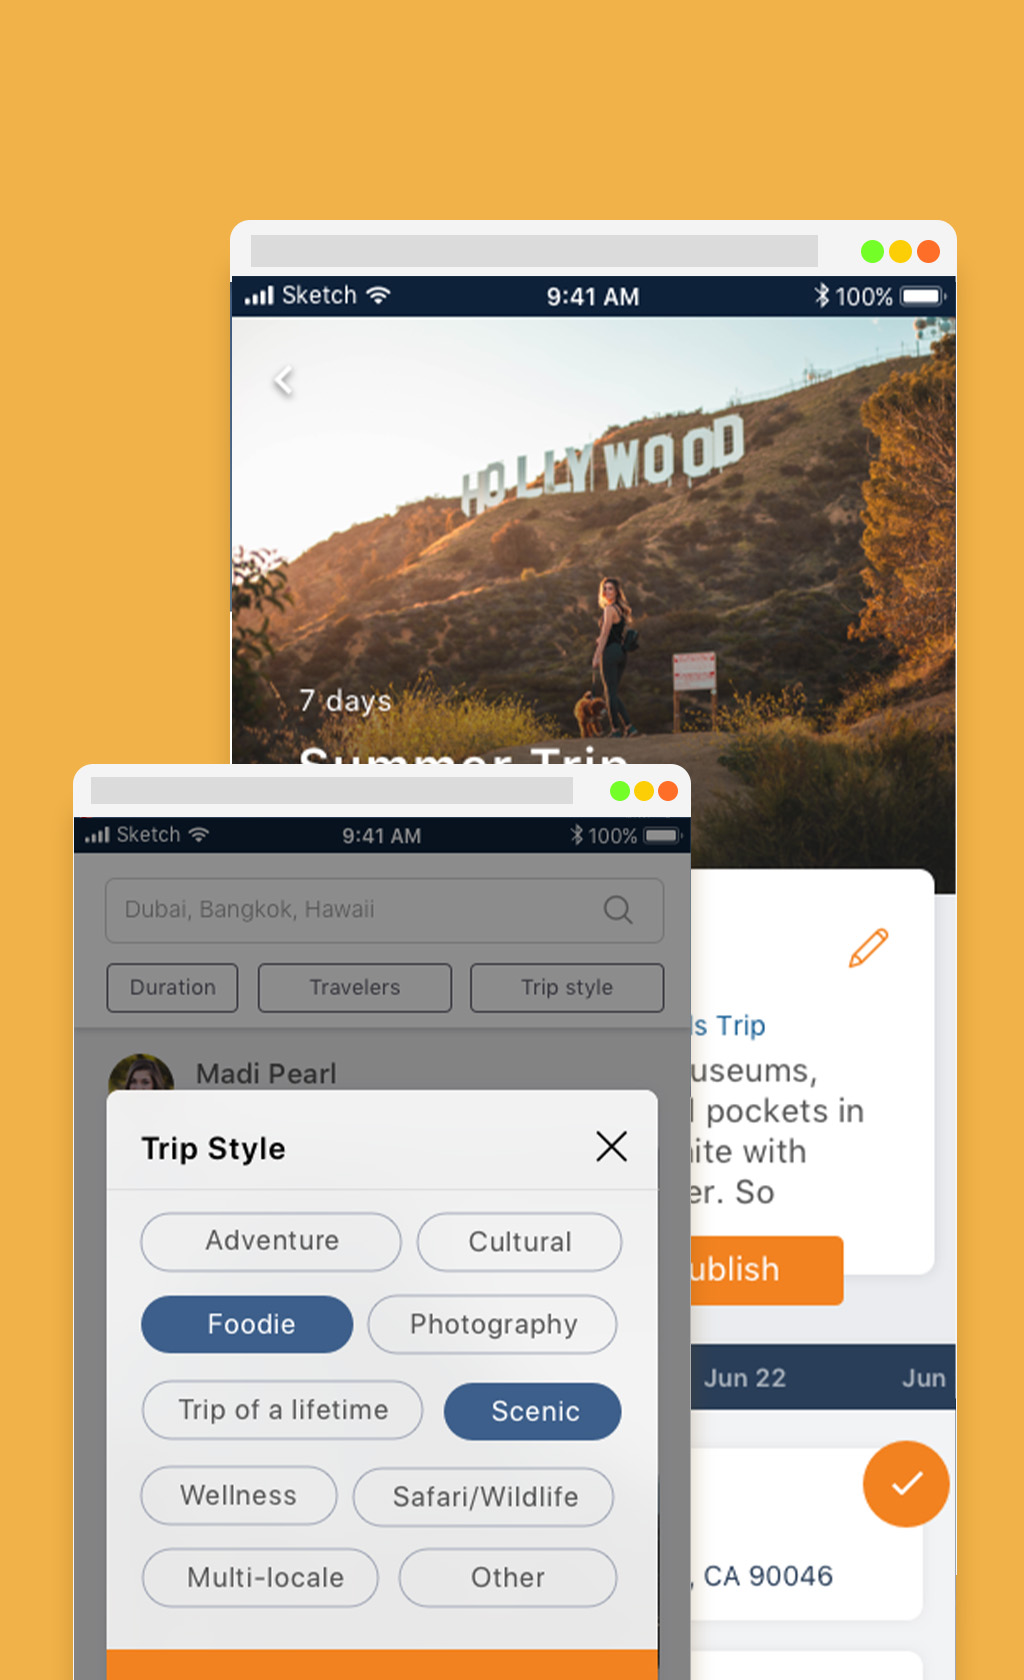 Sketch 9:41 AM 100%
HOLLYWOOD
7 days
Summer Trip
Sketch 9:41 AM 100%
Dubai, Bangkok, Hawaii
Duration Travelers Trip style
Madi Pearl
Trip Style
Adventure Cultural
Foodie Photography
Trip of a lifetime Scenic
Wellness Safari/Wildlife
Multi-locale Other
ls Trip
useums,
pockets in
ite with
er. So
ublish
Jun 22 Jun
, CA 90046